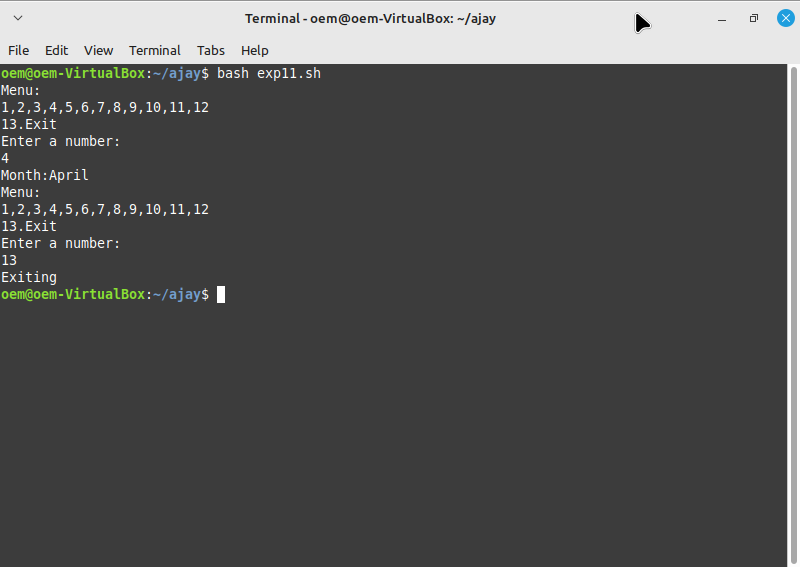 Terminal - oem@oem-VirtualBox: ~/ajay
File Edit View Terminal Tabs Help
oem@oem-VirtualBox:~/ajay$ bash exp11.sh
Menu:
1,2,3,4,5,6,7,8,9,10,11,12
13.Exit
Enter a number:
4
Month:April
Menu:
1,2,3,4,5,6,7,8,9,10,11,12
13.Exit
Enter a number:
13
Exiting
oem@oem-VirtualBox:~/ajay$